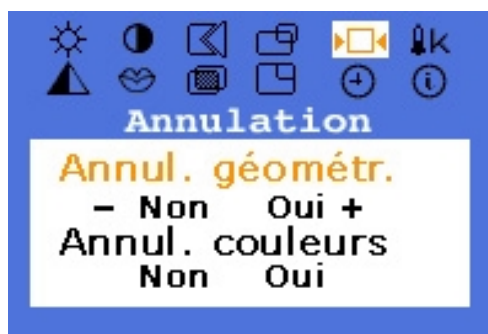 K
Annulation
Annul. géométr.
– Non Oui +
Annul. couleurs
Non Oui